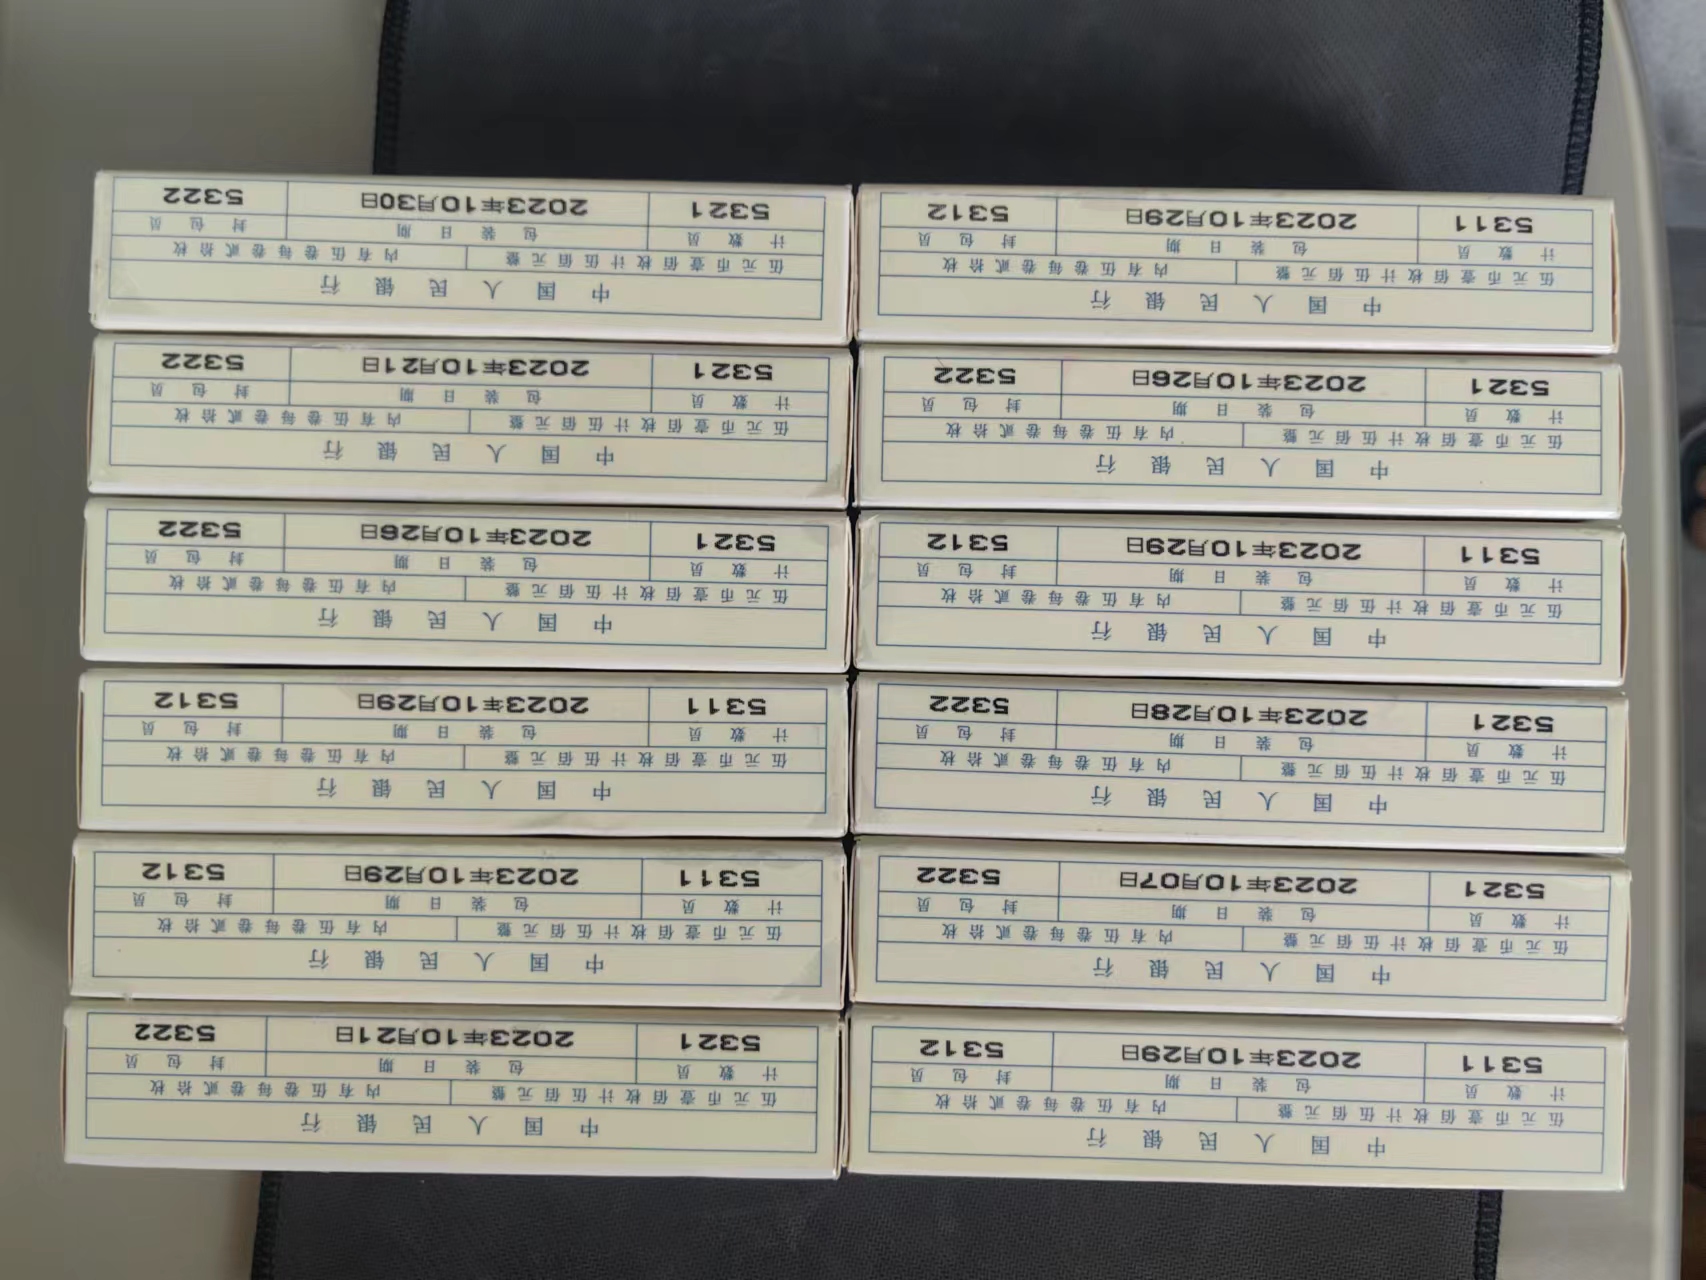 中国人民银行
伍元币壹佰枚计伍佰元整 内有伍卷每卷贰拾枚
计数员 包装日期 封包员
5311 2023年10月29日 5312
中国人民银行
伍元币壹佰枚计伍佰元整 内有伍卷每卷贰拾枚
计数员 包装日期 封包员
5321 2023年10月21日 5322
中国人民银行
伍元币壹佰枚计伍佰元整 内有伍卷每卷贰拾枚
计数员 包装日期 封包员
5321 2023年10月07日 5322
中国人民银行
伍元币壹佰枚计伍佰元整 内有伍卷每卷贰拾枚
计数员 包装日期 封包员
5311 2023年10月29日 5312
中国人民银行
伍元币壹佰枚计伍佰元整 内有伍卷每卷贰拾枚
计数员 包装日期 封包员
5321 2023年10月28日 5322
中国人民银行
伍元币壹佰枚计伍佰元整 内有伍卷每卷贰拾枚
计数员 包装日期 封包员
5311 2023年10月29日 5312
中国人民银行
伍元币壹佰枚计伍佰元整 内有伍卷每卷贰拾枚
计数员 包装日期 封包员
5311 2023年10月29日 5312
中国人民银行
伍元币壹佰枚计伍佰元整 内有伍卷每卷贰拾枚
计数员 包装日期 封包员
5321 2023年10月26日 5322
中国人民银行
伍元币壹佰枚计伍佰元整 内有伍卷每卷贰拾枚
计数员 包装日期 封包员
5321 2023年10月26日 5322
中国人民银行
伍元币壹佰枚计伍佰元整 内有伍卷每卷贰拾枚
计数员 包装日期 封包员
5321 2023年10月21日 5322
中国人民银行
伍元币壹佰枚计伍佰元整 内有伍卷每卷贰拾枚
计数员 包装日期 封包员
5311 2023年10月29日 5312
中国人民银行
伍元币壹佰枚计伍佰元整 内有伍卷每卷贰拾枚
计数员 包装日期 封包员
5321 2023年10月30日 5322